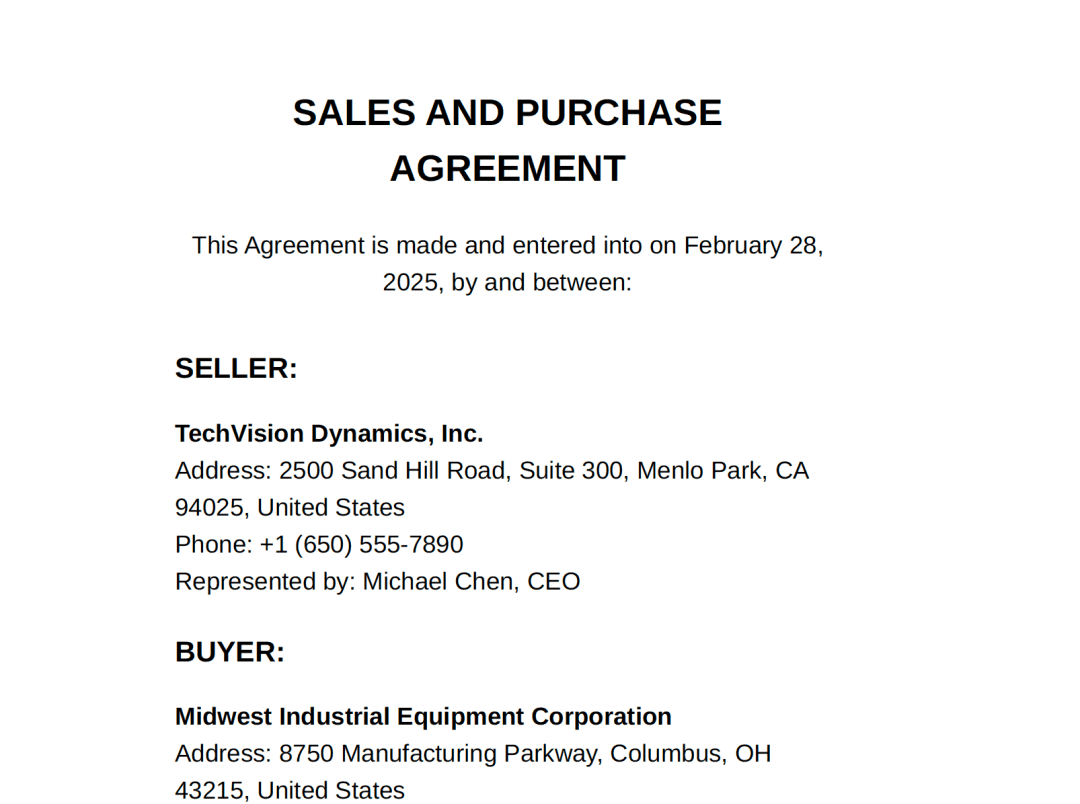 SALES AND PURCHASE
AGREEMENT
This Agreement is made and entered into on February 28,
2025, by and between:
SELLER:
TechVision Dynamics, Inc.
Address: 2500 Sand Hill Road, Suite 300, Menlo Park, CA
94025, United States
Phone: +1 (650) 555-7890
Represented by: Michael Chen, CEO
BUYER:
Midwest Industrial Equipment Corporation
Address: 8750 Manufacturing Parkway, Columbus, OH
43215, United States